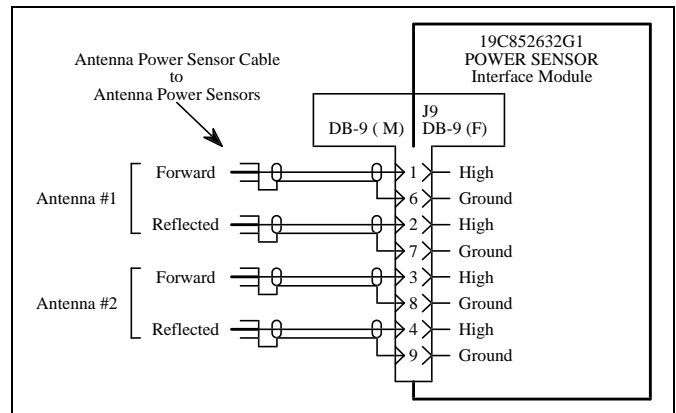 19C852632G1
POWER SENSOR
Interface Module
Antenna Power Sensor Cable
to
Antenna Power Sensors
J9
DB-9 ( M) DB-9 (F)
Antenna #1
Forward 1 High
6 Ground
Reflected 2 High
7 Ground
Antenna #2
Forward 3 High
8 Ground
Reflected 4 High
9 Ground